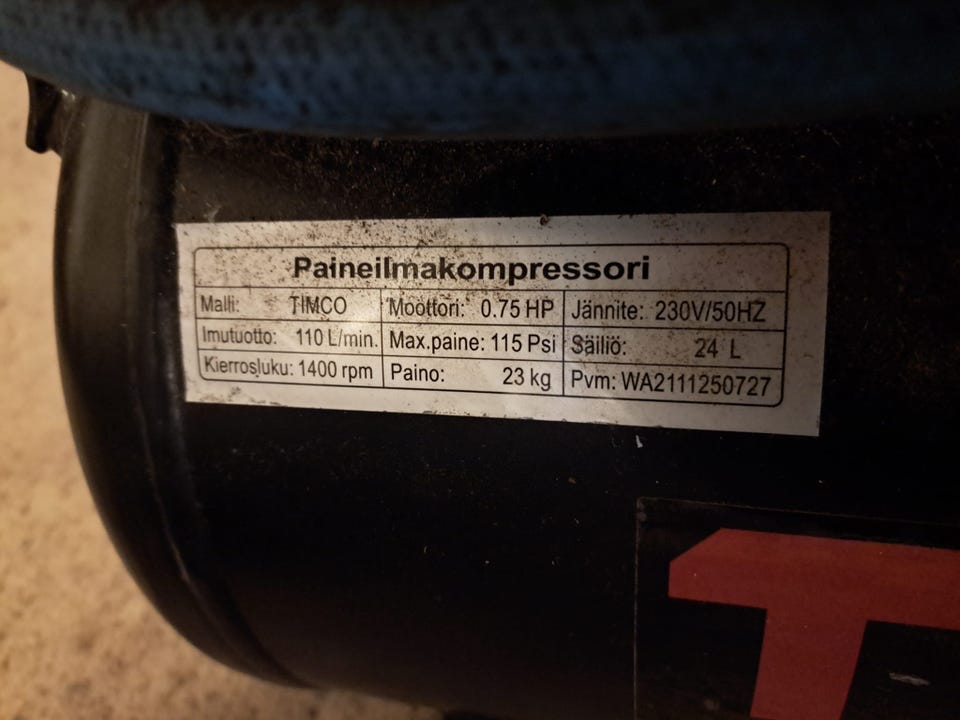 Paineilmakompressori
Malli: TIMCO Moottori: 0.75 HP Jännite: 230V/50HZ
Imutuotto: 110 L/min. Max.paine: 115 Psi Säiliö: 24 L
Kierrosluku: 1400 rpm Paino: 23 kg Pvm: WA2111250727
T